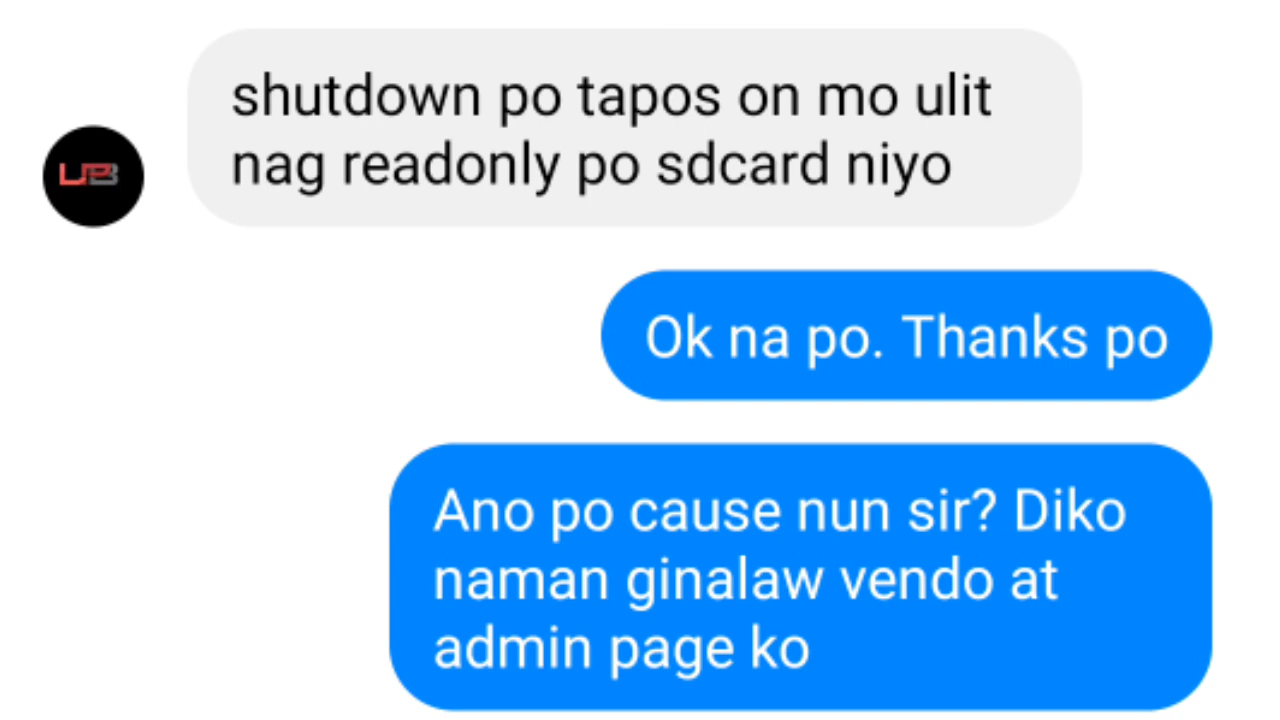 shutdown po tapos on mo ulit
nag readonly po sdcard niyo
UPB
Ok na po. Thanks po
Ano po cause nun sir? Diko
naman ginalaw vendo at
admin page ko